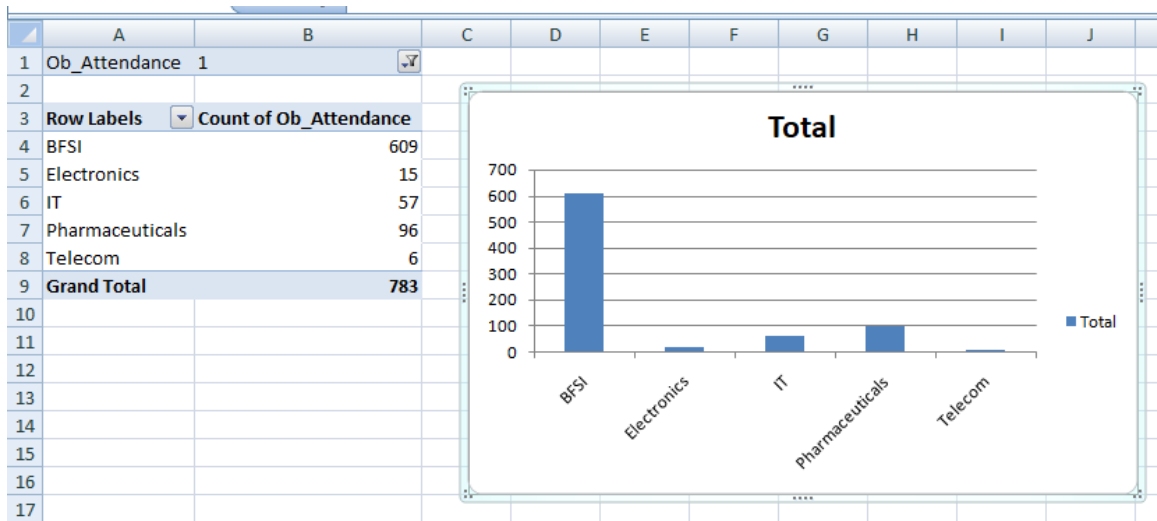 A B C D E F G H I J
1 Ob_Attendance 1
2
3 Row Labels Count of Ob_Attendance
4 BFSI 609
5 Electronics 15
6 IT 57
7 Pharmaceuticals 96
8 Telecom 6
9 Grand Total 783
10
11
12
13
14
15
16
17
Total
700
600
500
400
300
200
100
0
BFSI
Electronics
IT
Pharmaceuticals
Telecom
Total